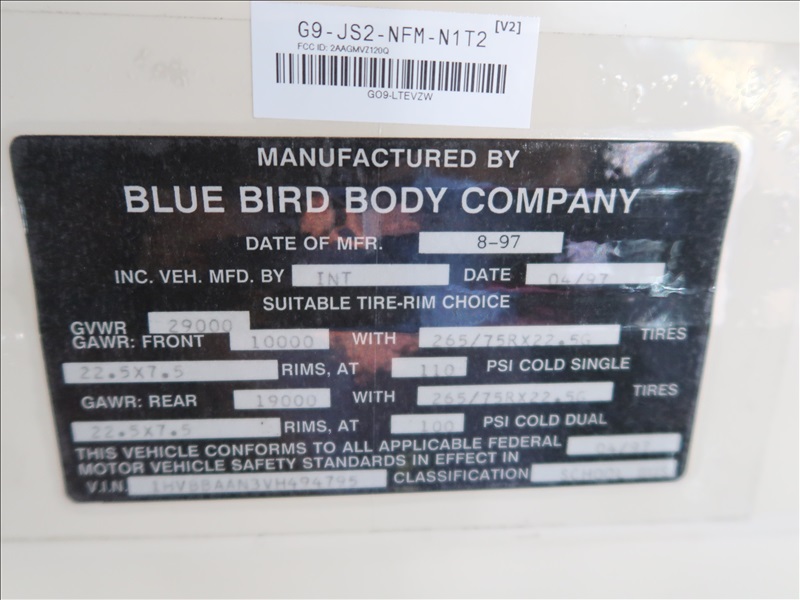 G9-JS2-NFM-N1T2 [V2]
FCC ID: 2AAGMVZ120Q
GO9-LTEVZW
MANUFACTURED BY
BLUE BIRD BODY COMPANY
DATE OF MFR. 8-97
INC. VEH. MFD. BY INT DATE 04/97
SUITABLE TIRE-RIM CHOICE
GVWR 29000
GAWR: FRONT 10000 WITH 265/75RX22.5G TIRES
22.5X7.5 RIMS, AT 110 PSI COLD SINGLE
GAWR: REAR 19000 WITH 265/75RX22.5G TIRES
22.5X7.5 RIMS, AT 100 PSI COLD DUAL
THIS VEHICLE CONFORMS TO ALL APPLICABLE FEDERAL 04/97
MOTOR VEHICLE SAFETY STANDARDS IN EFFECT IN
V.I.N. 1HVBBAAN3VH494795 CLASSIFICATION SCHOOL BUS